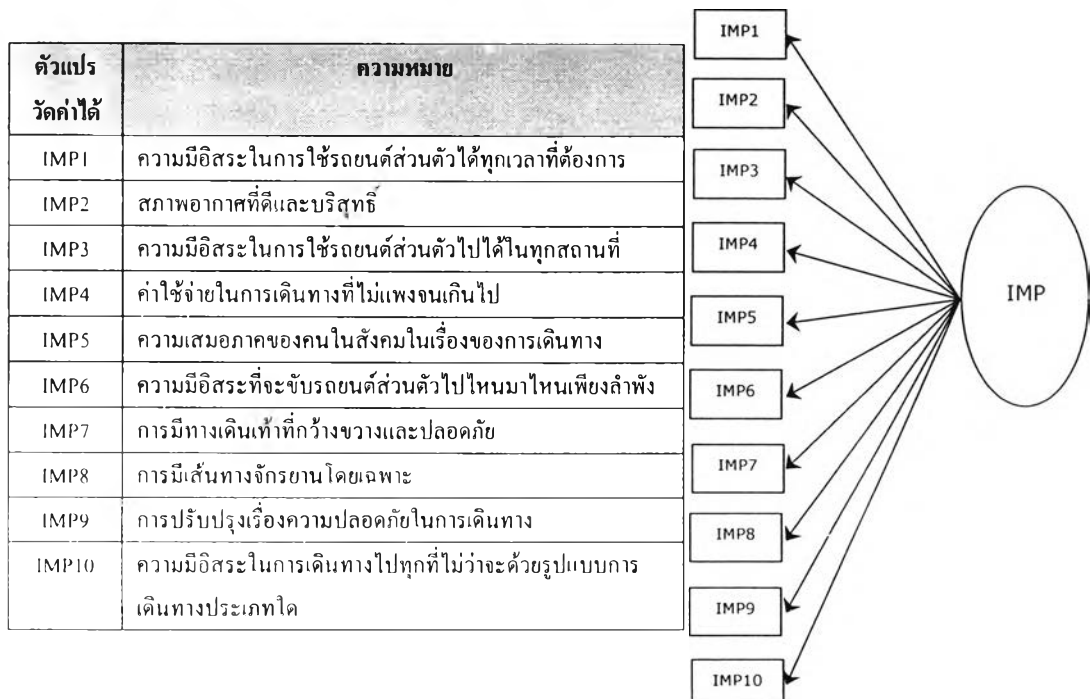 ตัวแปร
วัดค่าได้
ความหมาย
IMP1 ความมีอิสระในการใช้รถยนต์ส่วนตัวได้ทุกเวลาที่ต้องการ
IMP2 สภาพอากาศที่ดีและบริสุทธิ์
IMP3 ความมีอิสระในการใช้รถยนต์ส่วนตัวไปได้ในทุกสถานที่
IMP4 ค่าใช้จ่ายในการเดินทางที่ไม่แพงจนเกินไป
IMP5 ความเสมอภาคของคนในสังคมในเรื่องของการเดินทาง
IMP6 ความมีอิสระที่จะขับรถยนต์ส่วนตัวไปไหนมาไหนเพียงลำพัง
IMP7 การมีทางเดินเท้าที่กว้างขวางและปลอดภัย
IMP8 การมีเส้นทางจักรยานโดยเฉพาะ
IMP9 การปรับปรุงเรื่องความปลอดภัยในการเดินทาง
IMP10 ความมีอิสระในการเดินทางไปทุกที่ไม่ว่าจะด้วยรูปแบบการ
เดินทางประเภทใด
IMP1
IMP2
IMP3
IMP4
IMP5
IMP6
IMP7
IMP8
IMP9
IMP10
IMP